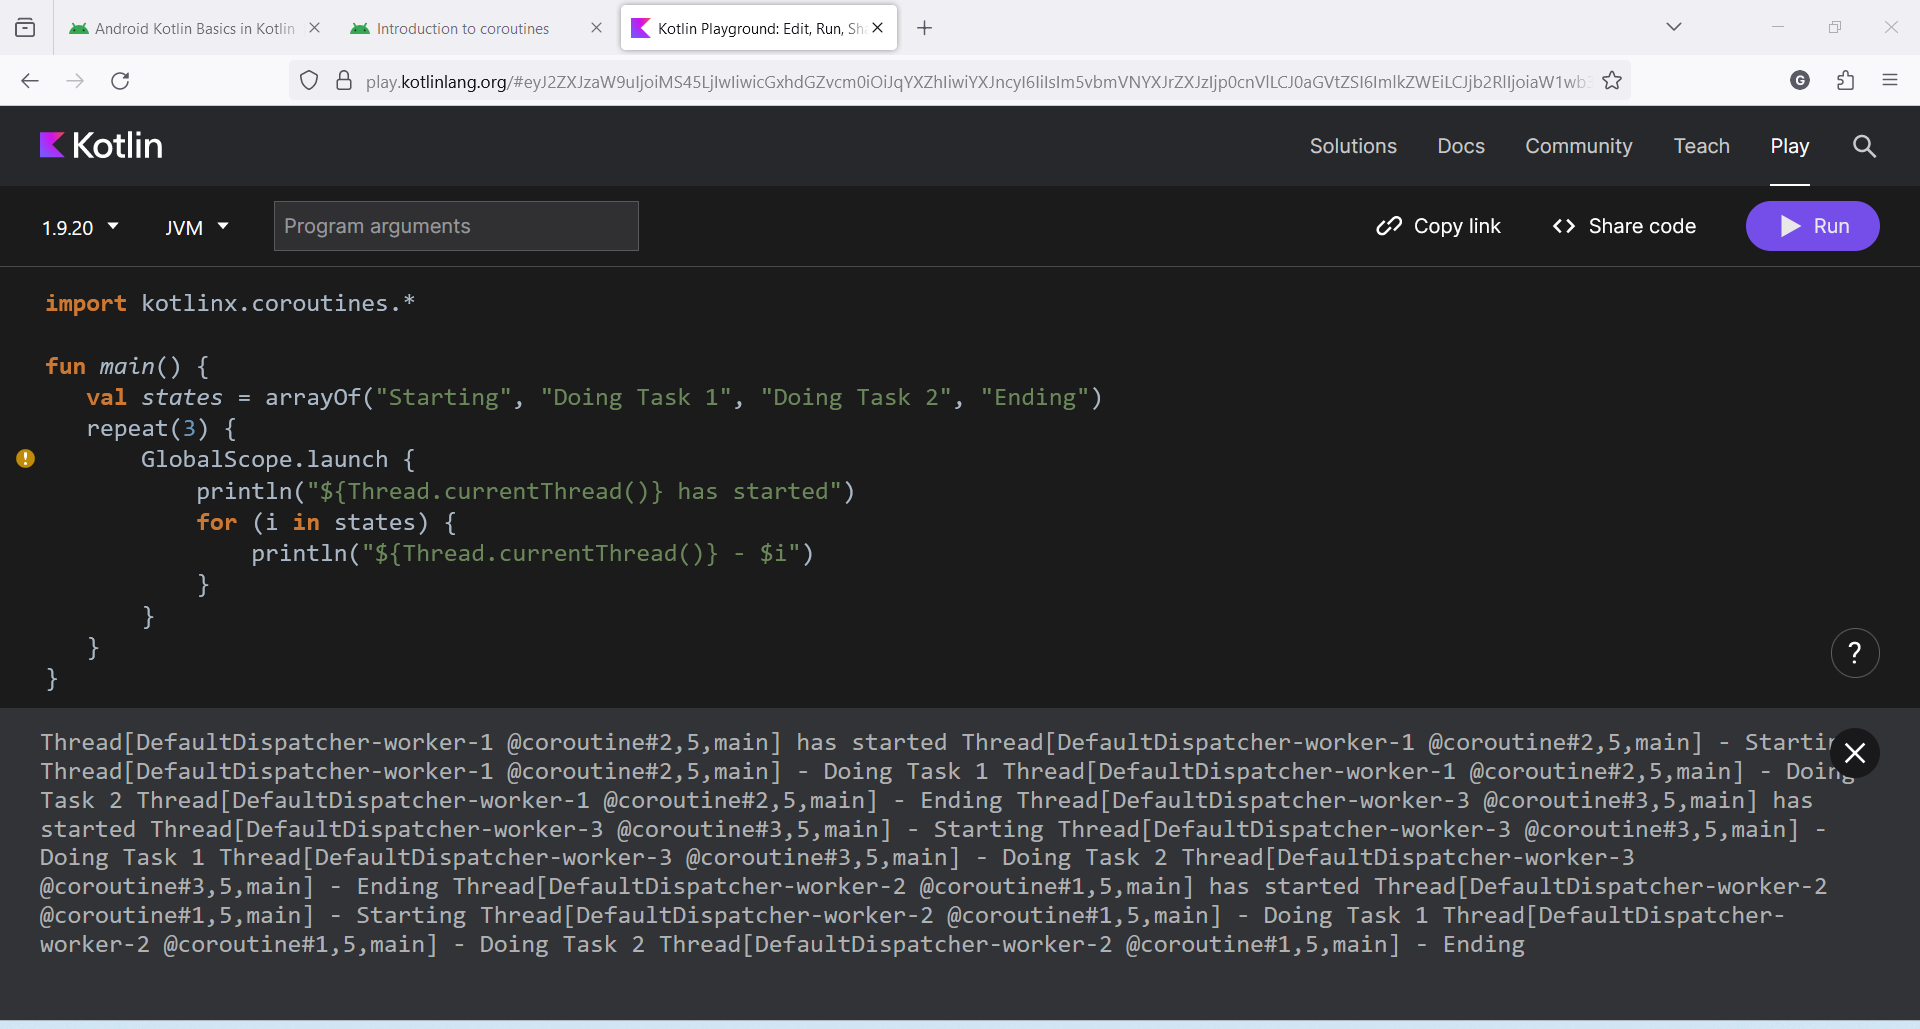 Android Kotlin Basics in Kotlin
Introduction to coroutines
Kotlin Playground: Edit, Run, Sh
play.kotlinlang.org/
G
Kotlin
Solutions
Docs
Community
Teach
Play
1.9.20
JVM
Program arguments
Copy link
Share code
Run
import kotlinx.coroutines.*
fun main() {
val states = arrayOf("Starting", "Doing Task 1", "Doing Task 2", "Ending")
repeat(3) {
GlobalScope.launch {
println("${Thread.currentThread()} has started")
for (i in states) {
println("${Thread.currentThread()} - $i")
}
}
}
}
?
Thread[DefaultDispatcher-worker-1 @coroutine#2,5,main] has started Thread[DefaultDispatcher-worker-1 @coroutine#2,5,main] - Startin
Thread[DefaultDispatcher-worker-1 @coroutine#2,5,main] - Doing Task 1 Thread[DefaultDispatcher-worker-1 @coroutine#2,5,main] - Doing
Task 2 Thread[DefaultDispatcher-worker-1 @coroutine#2,5,main] - Ending Thread[DefaultDispatcher-worker-3 @coroutine#3,5,main] has
started Thread[DefaultDispatcher-worker-3 @coroutine#3,5,main] - Starting Thread[DefaultDispatcher-worker-3 @coroutine#3,5,main] -
Doing Task 1 Thread[DefaultDispatcher-worker-3 @coroutine#3,5,main] - Doing Task 2 Thread[DefaultDispatcher-worker-3
@coroutine#3,5,main] - Ending Thread[DefaultDispatcher-worker-2 @coroutine#1,5,main] has started Thread[DefaultDispatcher-worker-2
@coroutine#1,5,main] - Starting Thread[DefaultDispatcher-worker-2 @coroutine#1,5,main] - Doing Task 1 Thread[DefaultDispatcher-
worker-2 @coroutine#1,5,main] - Doing Task 2 Thread[DefaultDispatcher-worker-2 @coroutine#1,5,main] - Ending